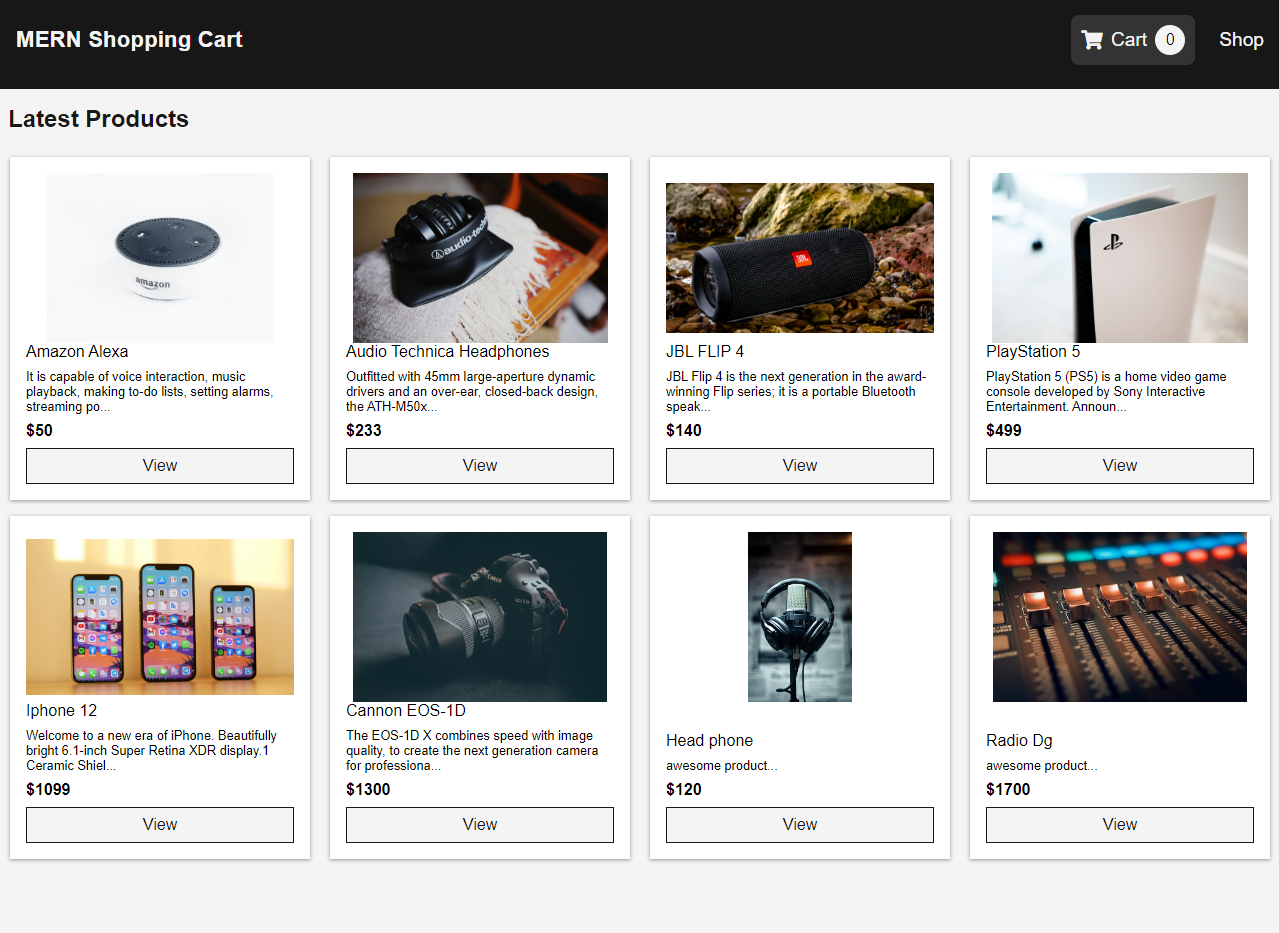 MERN Shopping Cart
Cart 0
Shop
Latest Products
amazon
Amazon Alexa
It is capable of voice interaction, music
playback, making to-do lists, setting alarms,
streaming po...
$50
View
audio-tech
Audio Technica Headphones
Outfitted with 45mm large-aperture dynamic
drivers and an over-ear, closed-back design,
the ATH-M50x...
$233
View
JBL
JBL FLIP 4
JBL Flip 4 is the next generation in the award-
winning Flip series; it is a portable Bluetooth
speak...
$140
View
PlayStation 5
PlayStation 5 (PS5) is a home video game
console developed by Sony Interactive
Entertainment. Announ...
$499
View
Iphone 12
Welcome to a new era of iPhone. Beautifully
bright 6.1-inch Super Retina XDR display.1
Ceramic Shiel...
$1099
View
Canon
Cannon EOS-1D
The EOS-1D X combines speed with image
quality, to create the next generation camera
for professiona...
$1300
View
Head phone
awesome product...
$120
View
Radio Dg
awesome product...
$1700
View